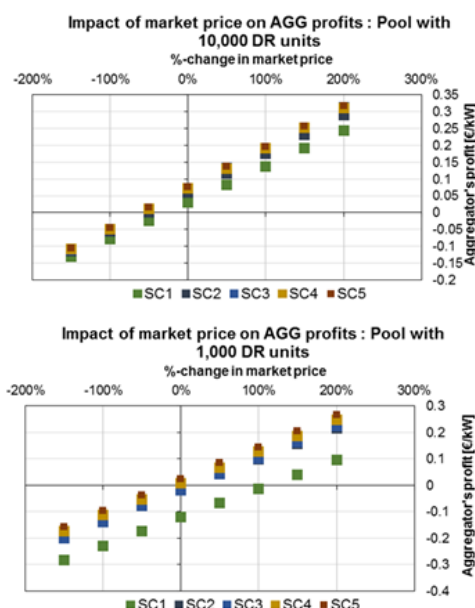 Impact of market price on AGG profits : Pool with
10,000 DR units
%-change in market price
-200% -100% 0% 100% 200% 300%
0.35
0.3
0.25
0.2
0.15
0.1
0.05
0
-0.05
-0.1
-0.15
-0.2
Aggregator's profit [€/kW]
SC1 SC2 SC3 SC4 SC5
Impact of market price on AGG profits : Pool with
1,000 DR units
%-change in market price
-200% -100% 0% 100% 200% 300%
0.3
0.2
0.1
0
-0.1
-0.2
-0.3
-0.4
Aggregator's profit [€/kW]
SC1 SC2 SC3 SC4 SC5